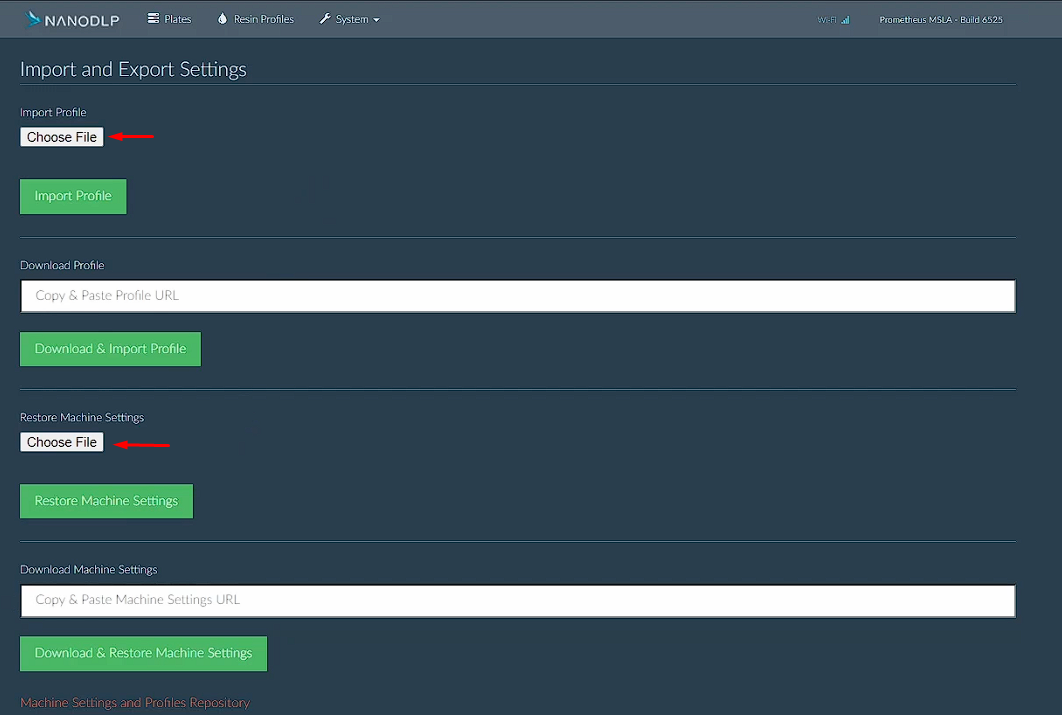 NANODLP Plates Resin Profiles System Wi-Fi Prometheus MSLA - Build 6525
Import and Export Settings
Import Profile
Choose File
Import Profile
Download Profile
Copy & Paste Profile URL
Download & Import Profile
Restore Machine Settings
Choose File
Restore Machine Settings
Download Machine Settings
Copy & Paste Machine Settings URL
Download & Restore Machine Settings
Machine Settings and Profiles Repository